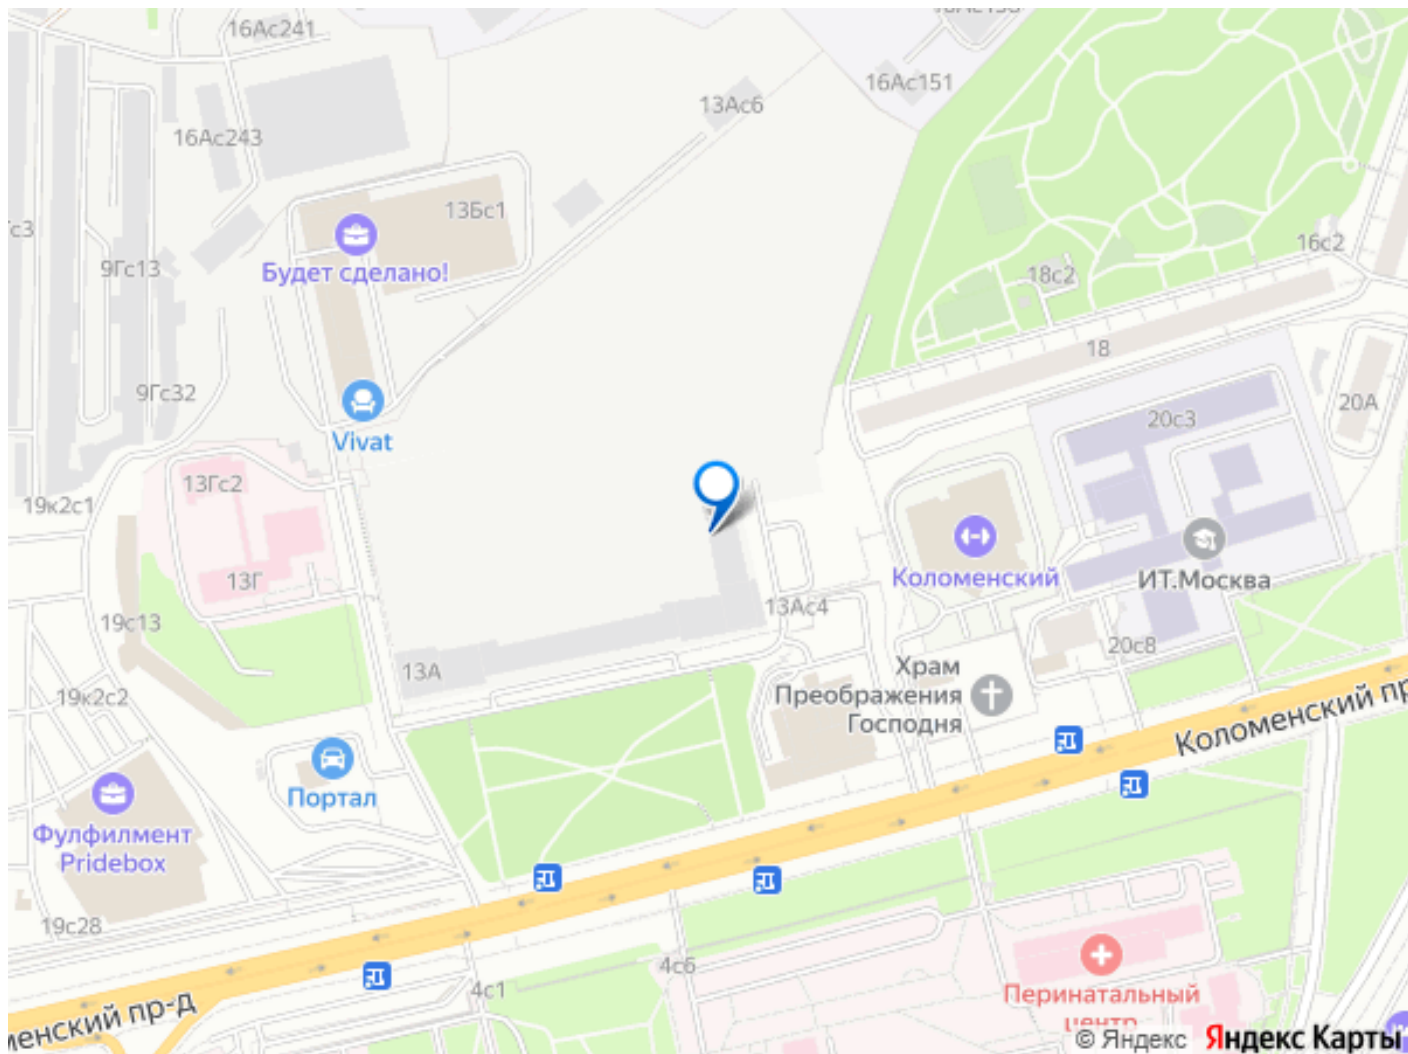 16Ас241
16Ас151
13Ас6
16Ас243
13Бс1
16с2
Будет сделано!
9Гс13
18с2
18
9Гс32
20А
20с3
Vivat
13Гс2
19к2с1
Коломенский
ИТ.Москва
13Г
13Ас4
19с13
20с8
Храм
Преображения
Господня
13А
19к2с2
Коломенский пр
Портал
Фулфилмент
Pridebox
19с28
4с6
4с1
Перинатальный
центр
менский пр-д
© Яндекс Яндекс Карты